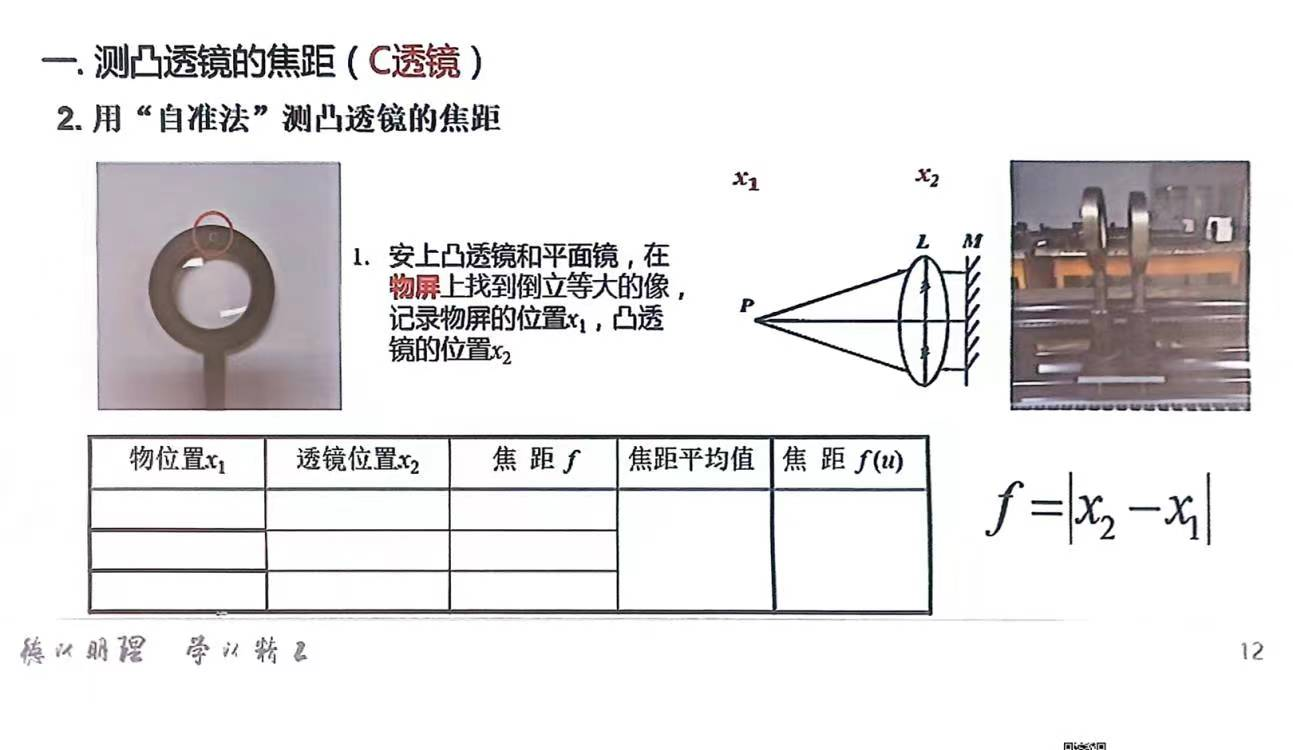 一. 测凸透镜的焦距（C透镜）
2. 用“自准法”测凸透镜的焦距
x₁
x₂
1. 安上凸透镜和平面镜，在
物屏上找到倒立等大的像，
记录物屏的位置x₁，凸透
镜的位置x₂
L M
P
物位置x₁ 透镜位置x₂ 焦 距 f 焦距平均值 焦 距 f(u)
f=|x₂−x₁|
德以明理 学以精工
12